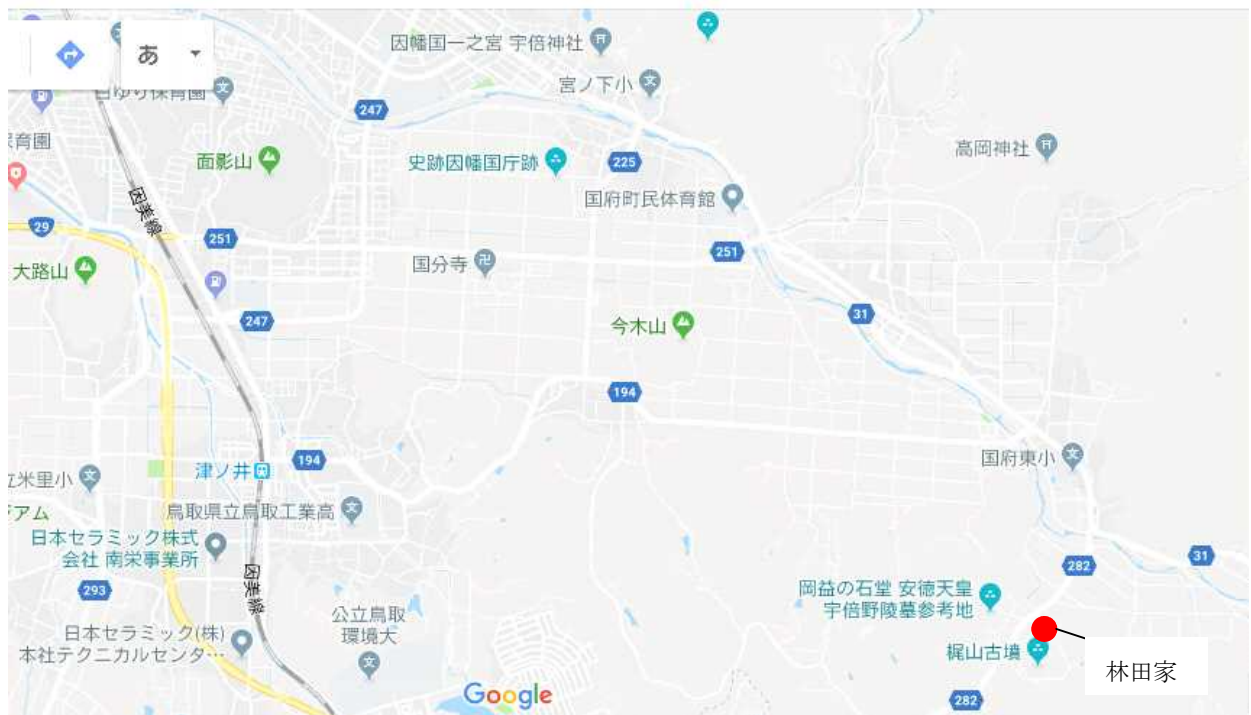 因幡国一之宮 宇倍神社
あ
宮ノ下小
247
保育園
高岡神社
面影山
史跡因幡国庁跡
225
国府町民体育館
因美線
29
251
251
大路山
国分寺
31
247
今木山
194
国府東小
194
津ノ井
立米里小
鳥取県立鳥取工業高
日本セラミック株式
会社 南栄事業所
31
282
293
因美線
岡益の石堂 安徳天皇
宇倍野陵墓参考地
公立鳥取
環境大
日本セラミック(株)
本社テクニカルセンタ…
梶山古墳
林田家
Google
282